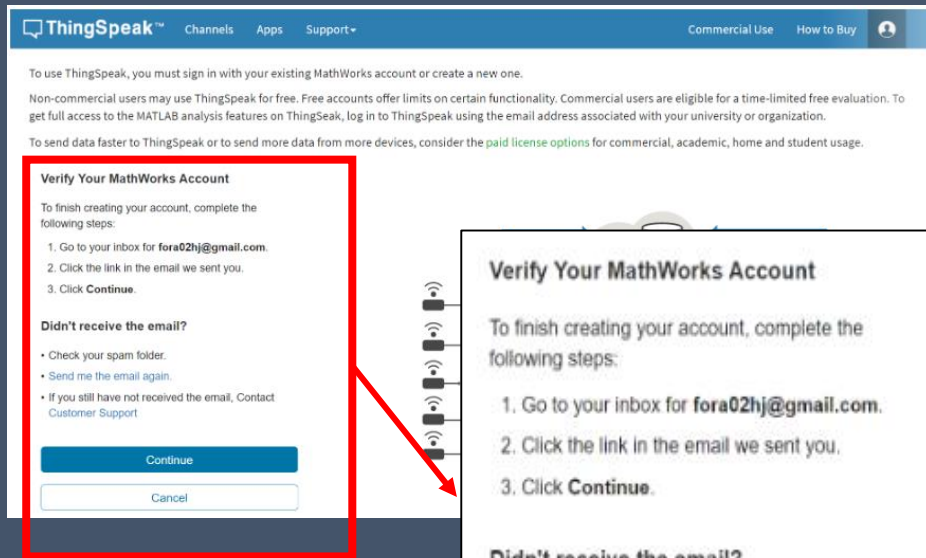 ThingSpeak™ Channels Apps Support Commercial Use How to Buy
To use ThingSpeak, you must sign in with your existing MathWorks account or create a new one.
Non-commercial users may use ThingSpeak for free. Free accounts offer limits on certain functionality. Commercial users are eligible for a time-limited free evaluation. To
get full access to the MATLAB analysis features on ThingSeak, log in to ThingSpeak using the email address associated with your university or organization.
To send data faster to ThingSpeak or to send more data from more devices, consider the paid license options for commercial, academic, home and student usage.
Verify Your MathWorks Account
To finish creating your account, complete the
following steps:
1. Go to your inbox for fora02hj@gmail.com.
2. Click the link in the email we sent you.
3. Click Continue.
Didn't receive the email?
• Check your spam folder.
• Send me the email again.
• If you still have not received the email, Contact
Customer Support
Continue
Cancel
Verify Your MathWorks Account
To finish creating your account, complete the
following steps:
1. Go to your inbox for fora02hj@gmail.com.
2. Click the link in the email we sent you.
3. Click Continue.
Didn't receive the email?